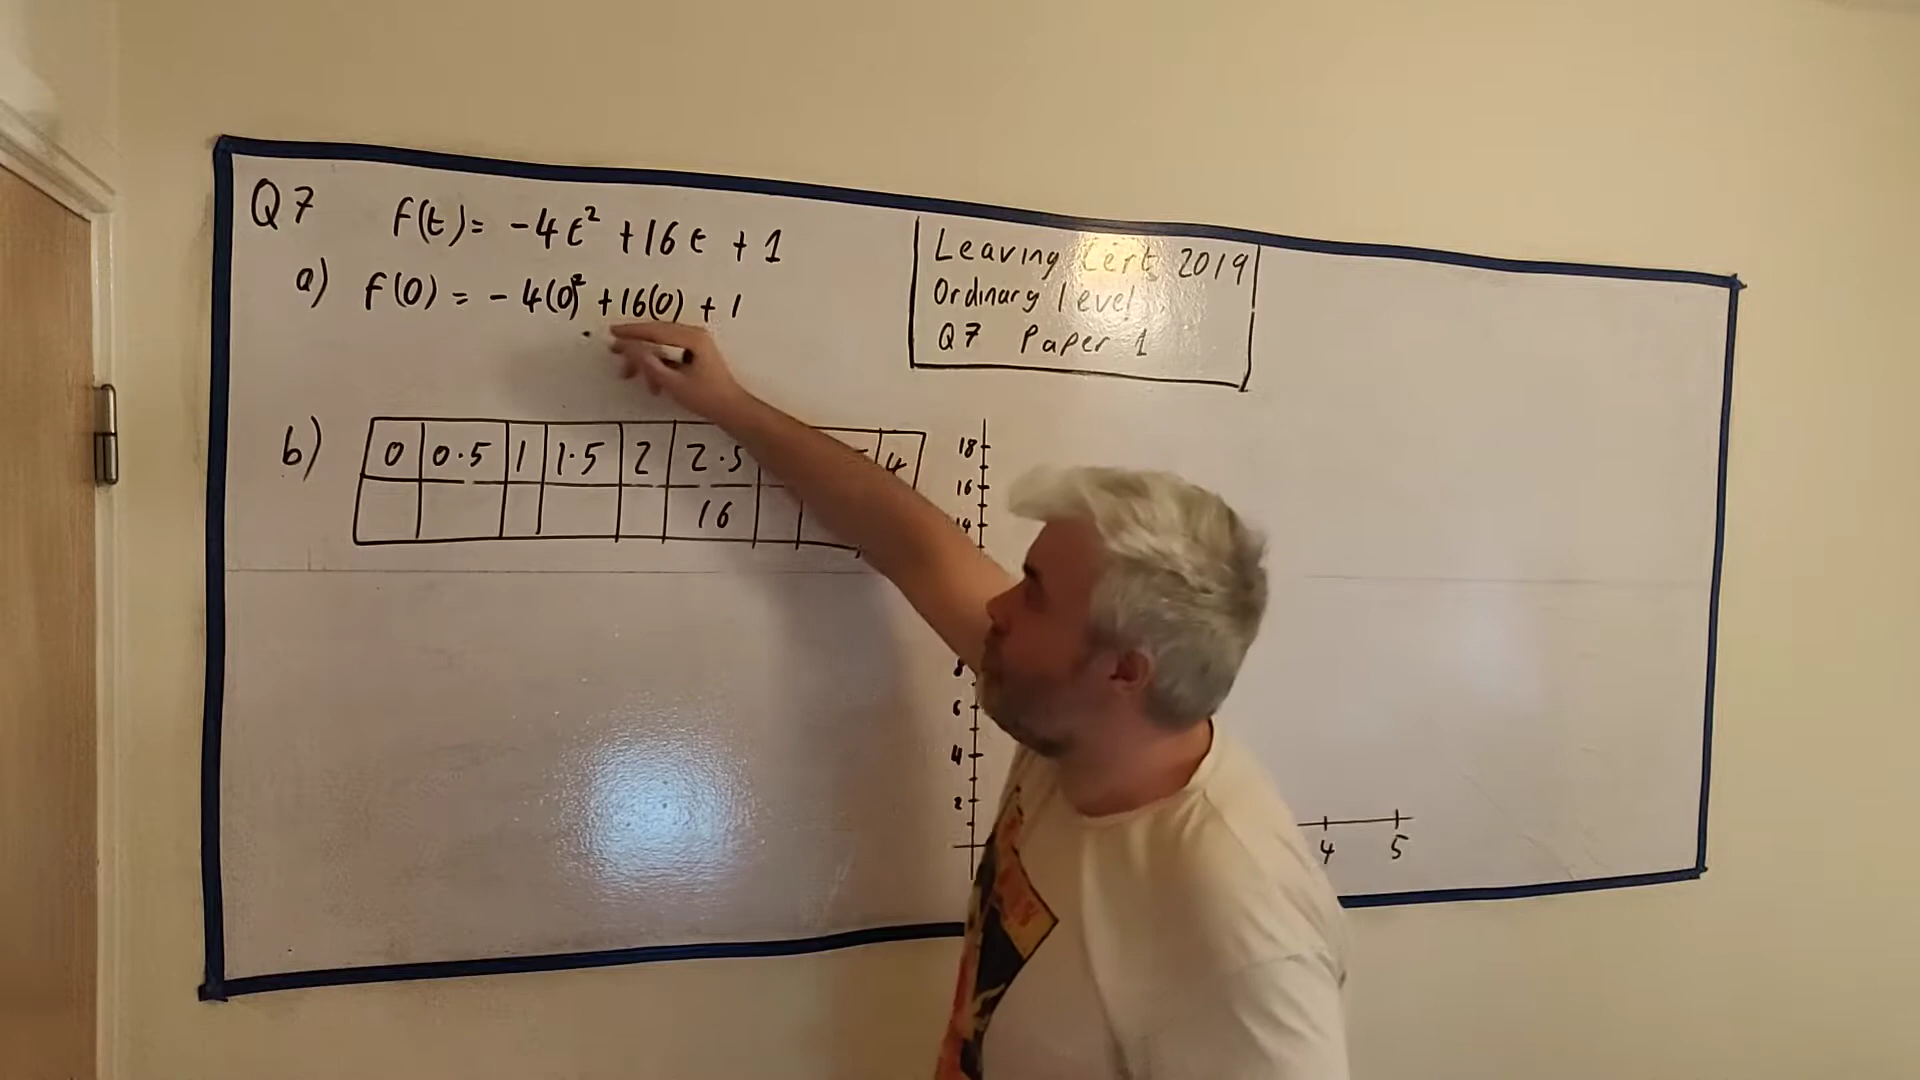 Q7 f(t) = -4t² + 16t + 1
a) f(0) = -4(0)² + 16(0) + 1
Leaving Cert 2019
Ordinary level
Q7 Paper 1
b)
0 0.5 1 1.5 2 2.5 4
16
18
16
14
8
6
4
2
4 5